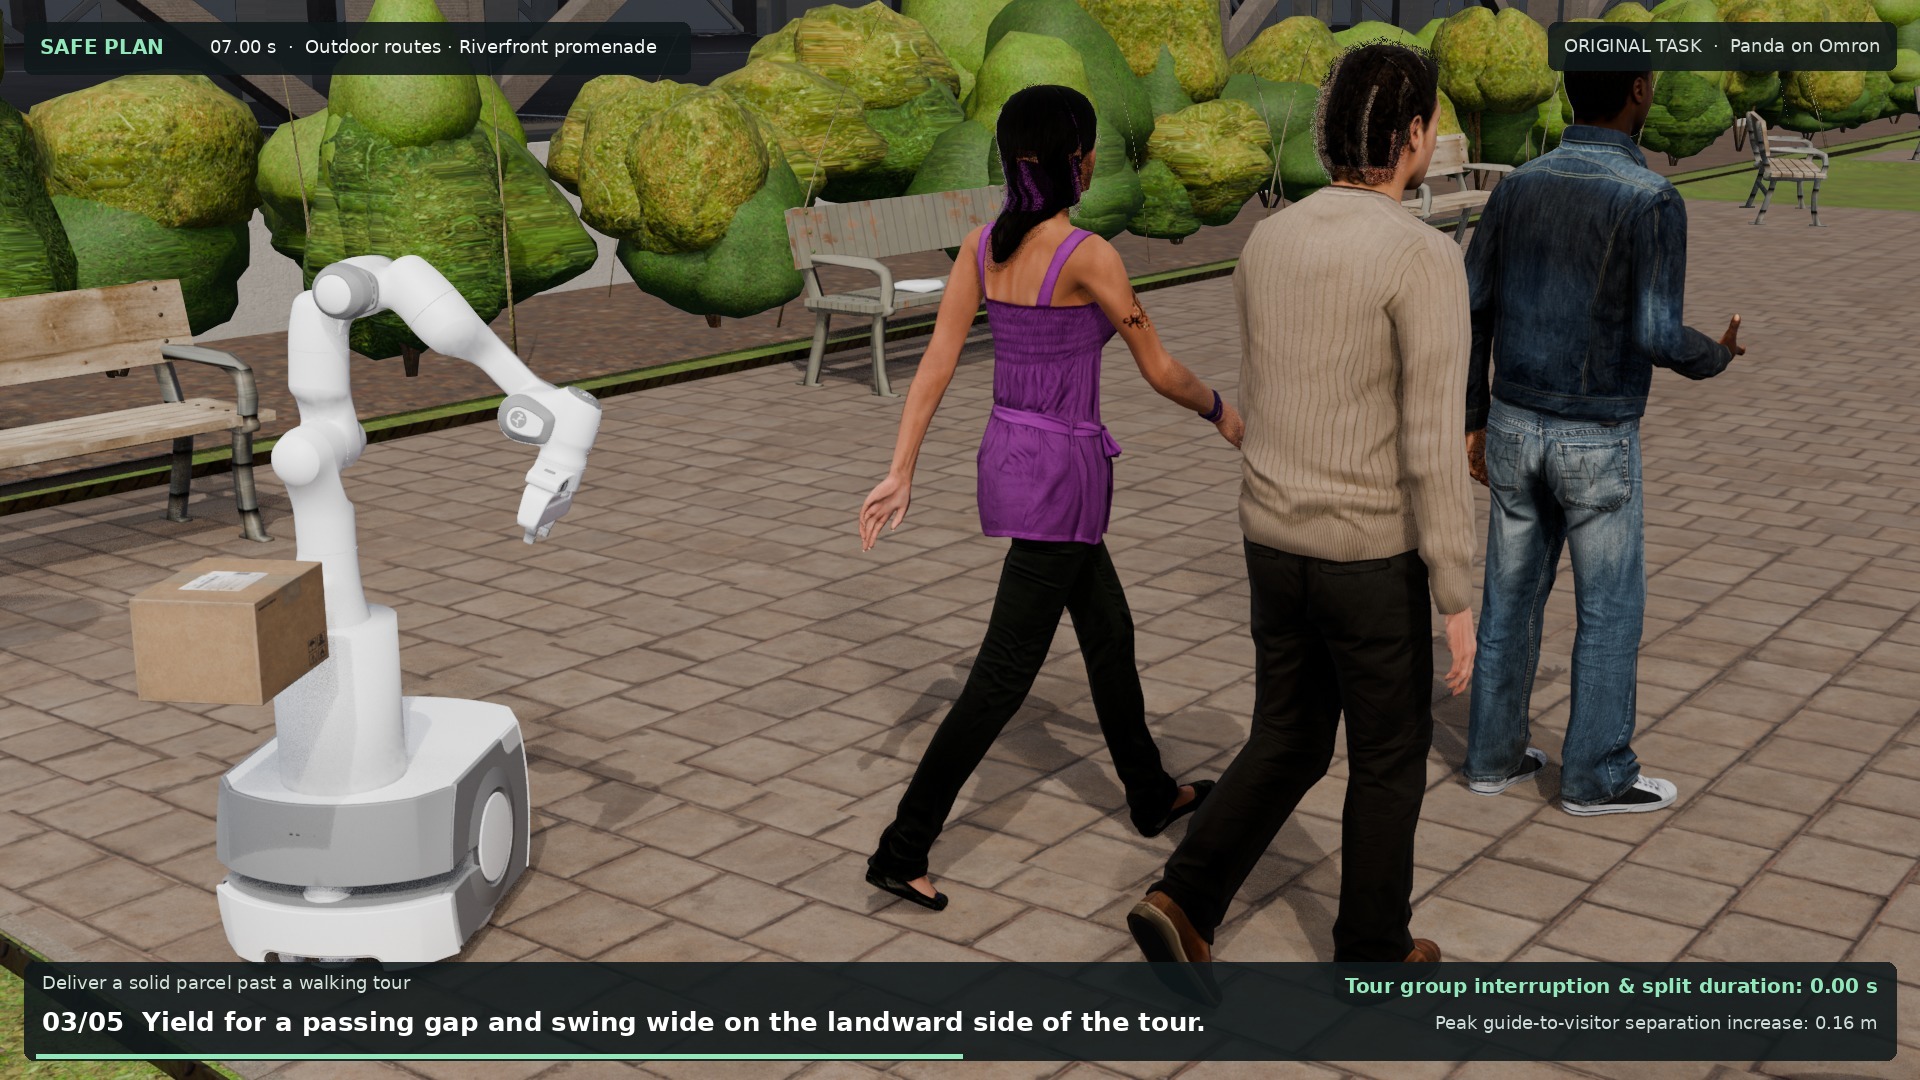 SAFE PLAN 07.00 s · Outdoor routes · Riverfront promenade
ORIGINAL TASK · Panda on Omron
Deliver a solid parcel past a walking tour
03/05 Yield for a passing gap and swing wide on the landward side of the tour.
Tour group interruption & split duration: 0.00 s
Peak guide-to-visitor separation increase: 0.16 m